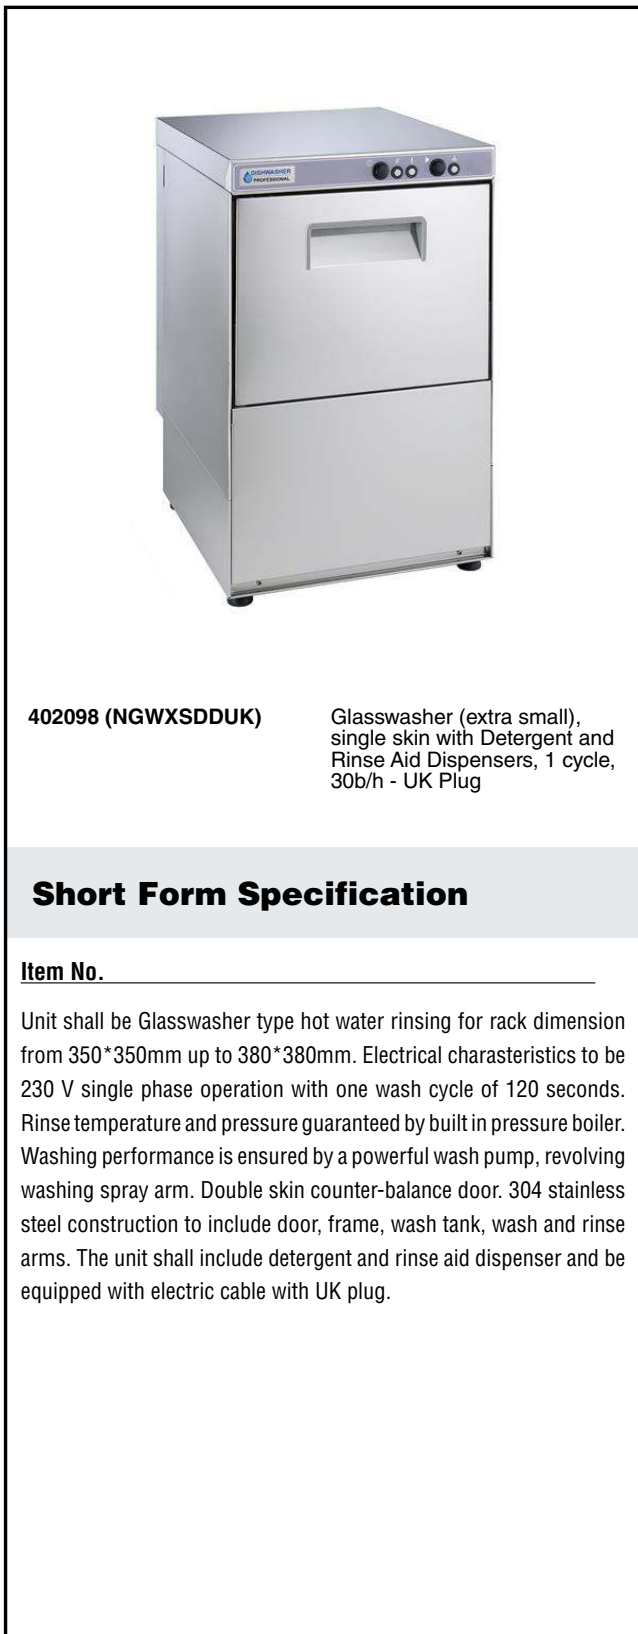 DISHWASHER
PROFESSIONAL
402098 (NGWXSDDUK)
Glasswasher (extra small),
single skin with Detergent and
Rinse Aid Dispensers, 1 cycle,
30b/h - UK Plug
Short Form Specification
Item No.
Unit shall be Glasswasher type hot water rinsing for rack dimension
from 350*350mm up to 380*380mm. Electrical charasteristics to be
230 V single phase operation with one wash cycle of 120 seconds.
Rinse temperature and pressure guaranteed by built in pressure boiler.
Washing performance is ensured by a powerful wash pump, revolving
washing spray arm. Double skin counter-balance door. 304 stainless
steel construction to include door, frame, wash tank, wash and rinse
arms. The unit shall include detergent and rinse aid dispenser and be
equipped with electric cable with UK plug.